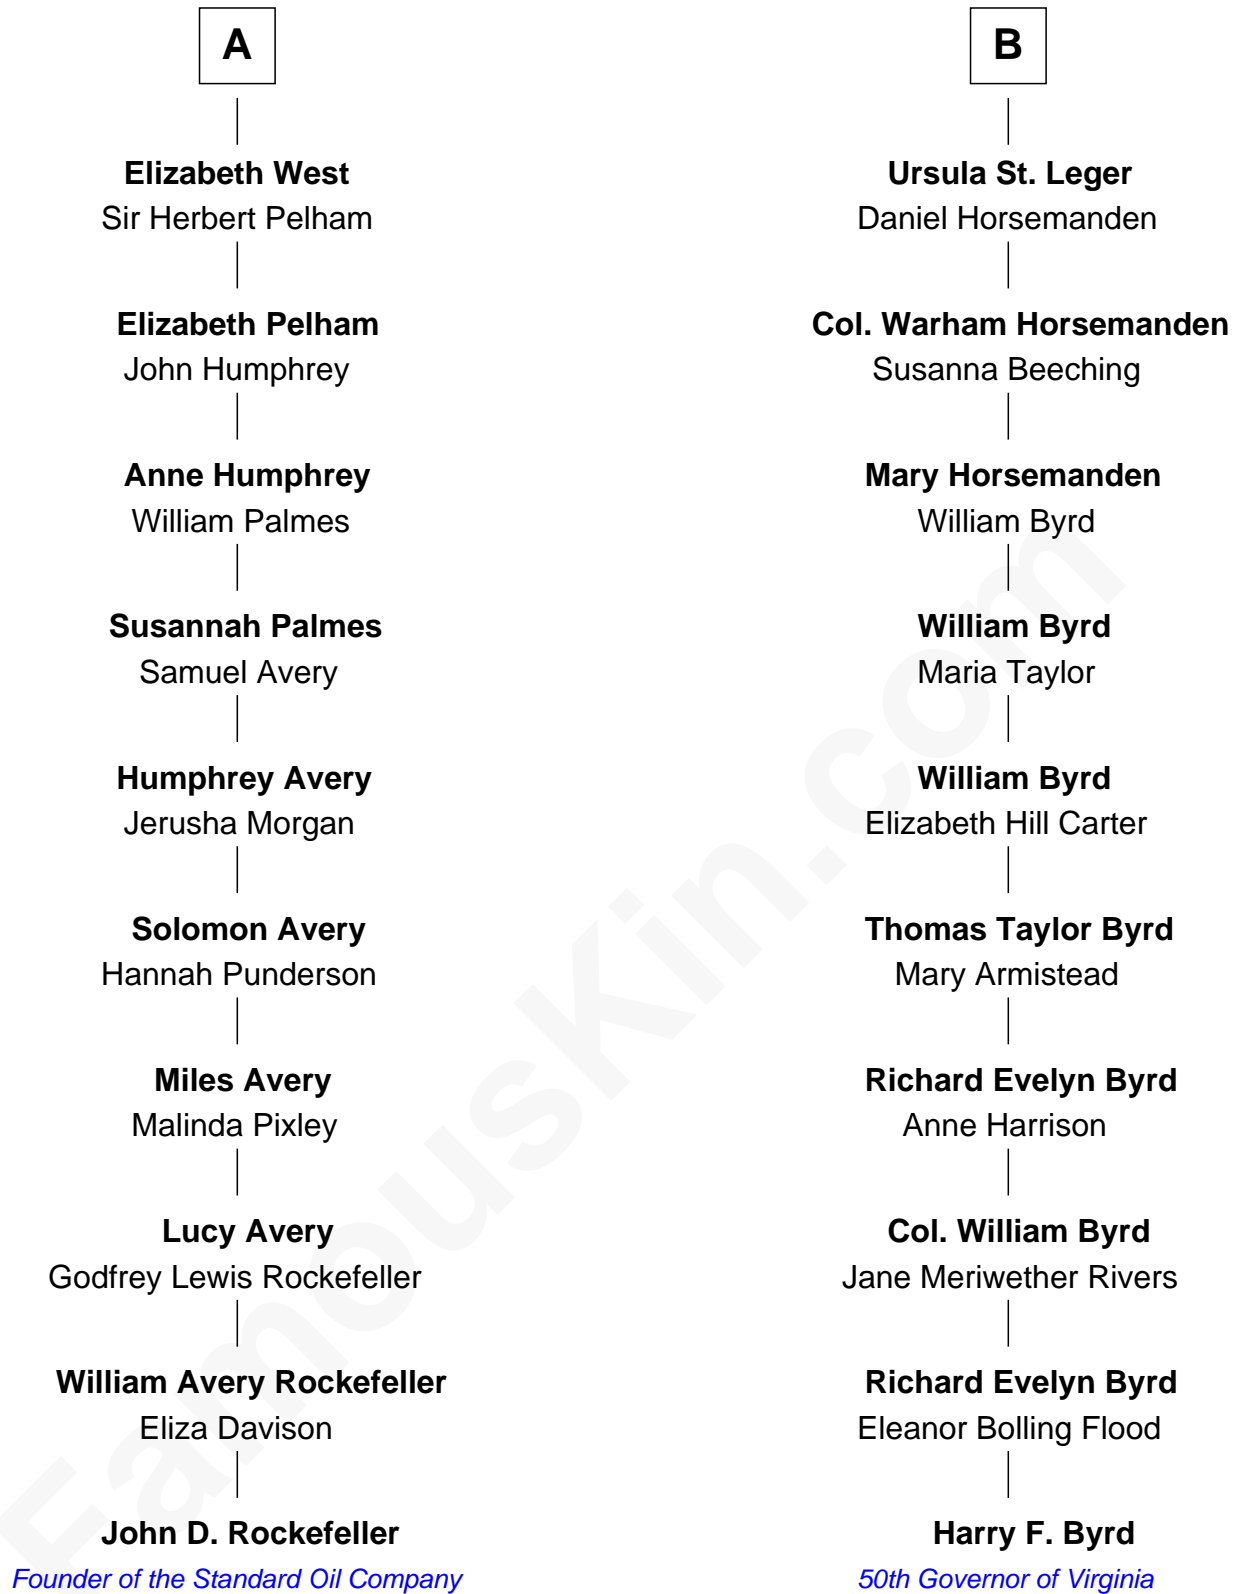 A
Elizabeth West
Sir Herbert Pelham
Elizabeth Pelham
John Humphrey
Anne Humphrey
William Palmes
Susannah Palmes
Samuel Avery
Humphrey Avery
Jerusha Morgan
Solomon Avery
Hannah Punderson
Miles Avery
Malinda Pixley
Lucy Avery
Godfrey Lewis Rockefeller
William Avery Rockefeller
Eliza Davison
John D. Rockefeller
Founder of the Standard Oil Company
B
Ursula St. Leger
Daniel Horsemanden
Col. Warham Horsemanden
Susanna Beeching
Mary Horsemanden
William Byrd
William Byrd
Maria Taylor
William Byrd
Elizabeth Hill Carter
Thomas Taylor Byrd
Mary Armistead
Richard Evelyn Byrd
Anne Harrison
Col. William Byrd
Jane Meriwether Rivers
Richard Evelyn Byrd
Eleanor Bolling Flood
Harry F. Byrd
50th Governor of Virginia
FamousKin.com